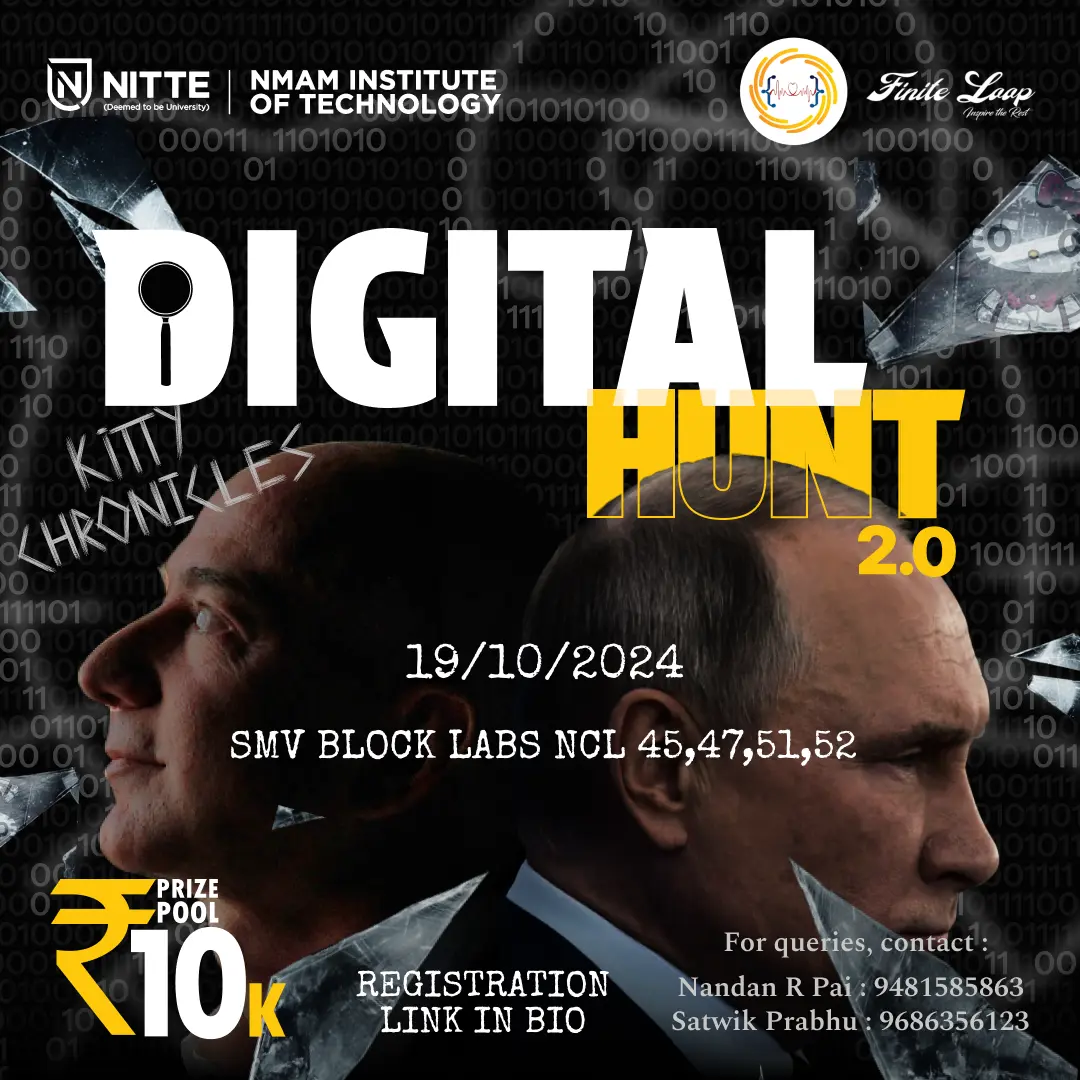 NITTE
(Deemed to be University)
NMAM INSTITUTE
OF TECHNOLOGY
Finite Loop
Inspire the Rest
DIGITAL
HUNT
2.0
KITTY
CHRONICLES
19/10/2024
SMV BLOCK LABS NCL 45,47,51,52
₹
PRIZE
POOL
10K
REGISTRATION
LINK IN BIO
For queries, contact :
Nandan R Pai : 9481585863
Satwik Prabhu : 9686356123